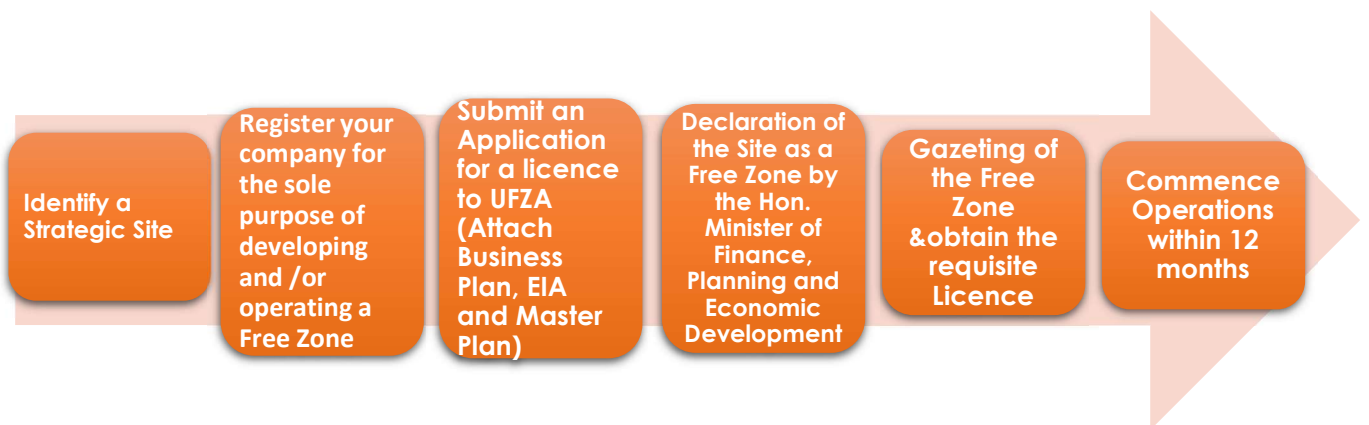 Identify a
Strategic Site
Register your
company for
the sole
purpose of
developing
and /or
operating a
Free Zone
Submit an
Application
for a licence
to UFZA
(Attach
Business
Plan, EIA
and Master
Plan)
Declaration of
the Site as a
Free Zone by
the Hon.
Minister of
Finance,
Planning and
Economic
Development
Gazeting of
the Free
Zone
&obtain the
requisite
Licence
Commence
Operations
within 12
months